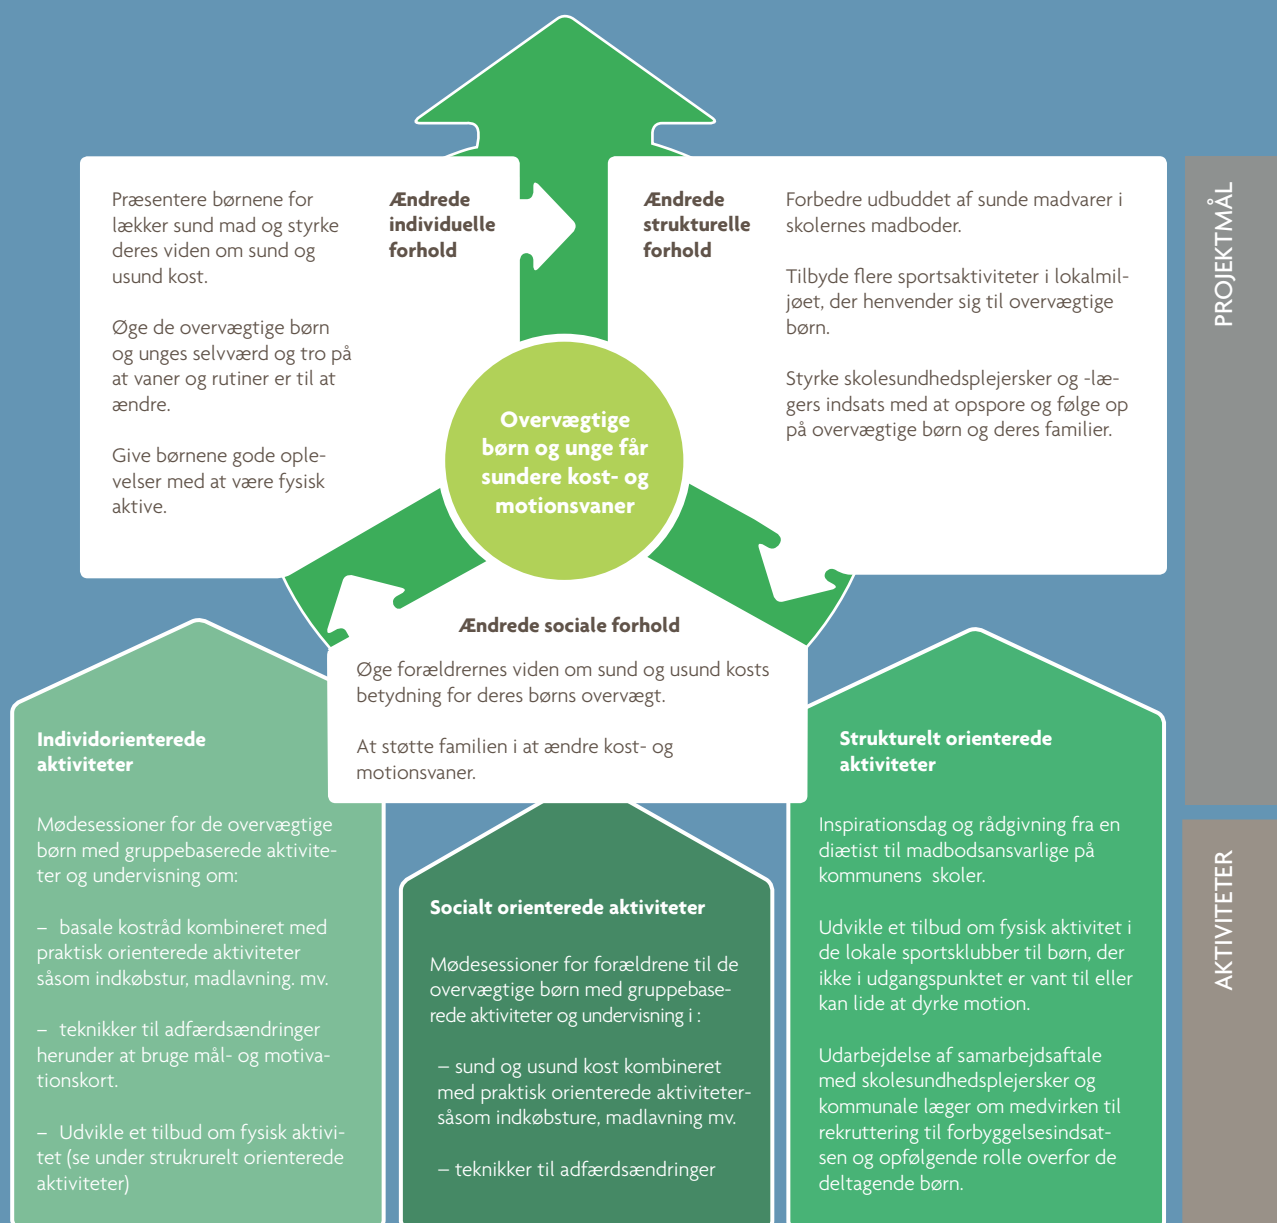 Præsentere børnene for
lækker sund mad og styrke
deres viden om sund og
usund kost.
Øge de overvægtige børn
og unges selvværd og tro på
at vaner og rutiner er til at
ændre.
Give børnene gode ople-
velser med at være fysisk
aktive.
Ændrede
individuelle
forhold
Ændrede
strukturelle
forhold
Forbedre udbuddet af sunde madvarer i
skolernes madboder.
Tilbyde flere sportsaktiviteter i lokalmil-
jøet, der henvender sig til overvægtige
børn.
Styrke skolesundhedsplejersker og -læ-
gers indsats med at opspore og følge op
på overvægtige børn og deres familier.
PROJEKTMÅL
Overvægtige
børn og unge får
sundere kost- og
motionsvaner
Ændrede sociale forhold
Øge forældrernes viden om sund og usund kosts
betydning for deres børns overvægt.
At støtte familien i at ændre kost- og
motionsvaner.
Individorienterede
aktiviteter
Mødesessioner for de overvægtige
børn med gruppebaserede aktivite-
ter og undervisning om:
– basale kostråd kombineret med
praktisk orienterede aktiviteter
såsom indkøbstur, madlavning. mv.
– teknikker til adfærdsændringer
herunder at bruge mål- og motiva-
tionskort.
– Udvikle et tilbud om fysisk aktivi-
tet (se under strukrurelt orienterede
aktiviteter)
Socialt orienterede aktiviteter
Mødesessioner for forældrene til de
overvægtige børn med gruppebase-
rede aktiviteter og undervisning i :
– sund og usund kost kombineret
med praktisk orienterede aktiviteter-
såsom indkøbsture, madlavning mv.
– teknikker til adfærdsændringer
Strukturelt orienterede
aktiviteter
Inspirationsdag og rådgivning fra en
diætist til madbodsansvarlige på
kommunens skoler.
Udvikle et tilbud om fysisk aktivitet i
de lokale sportsklubber til børn, der
ikke i udgangspunktet er vant til eller
kan lide at dyrke motion.
Udarbejdelse af samarbejdsaftale
med skolesundhedsplejersker og
kommunale læger om medvirken til
rekruttering til forbyggelsesindsat-
sen og opfølgende rolle overfor de
deltagende børn.
AKTIVITETER